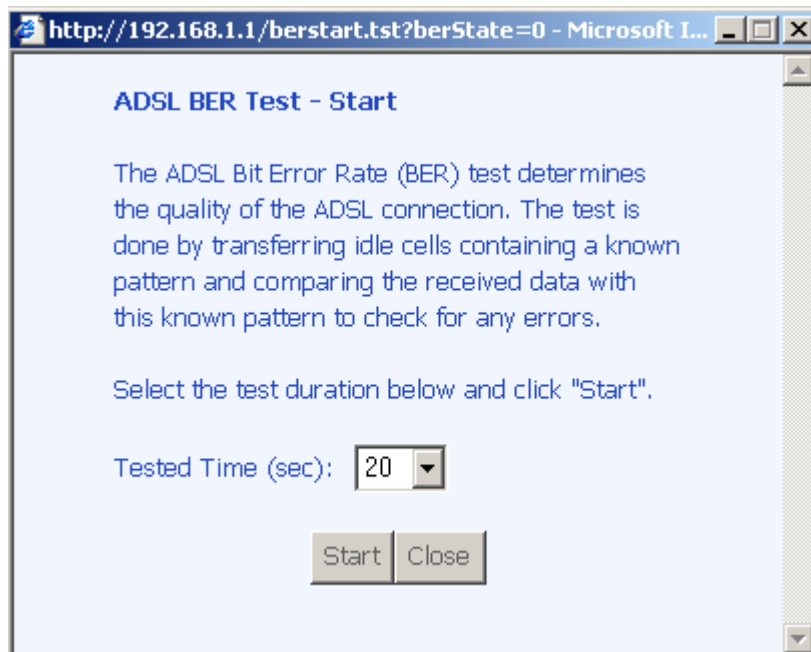 http://192.168.1.1/berstart.tst?berState=0 - Microsoft I...
ADSL BER Test - Start
The ADSL Bit Error Rate (BER) test determines
the quality of the ADSL connection. The test is
done by transferring idle cells containing a known
pattern and comparing the received data with
this known pattern to check for any errors.
Select the test duration below and click "Start".
Tested Time (sec): 20
Start Close